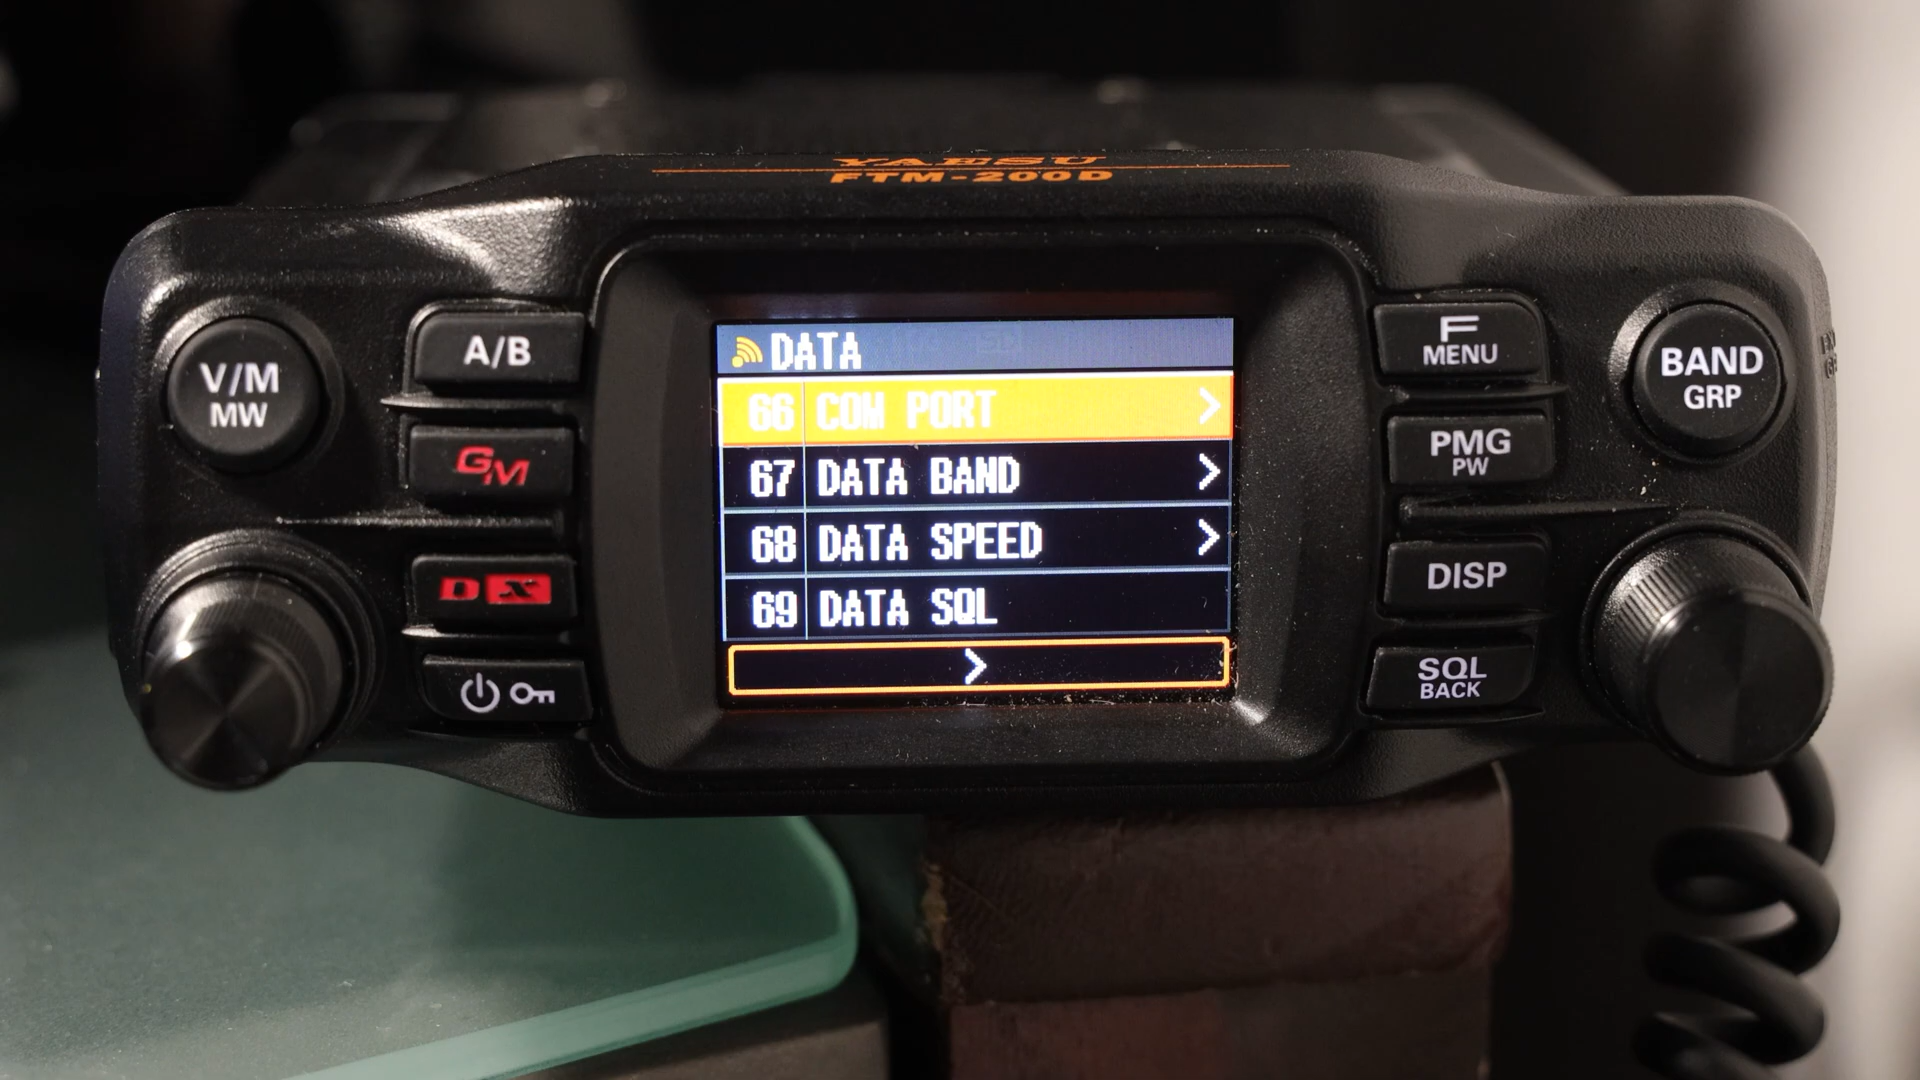 YAESU
FTM-200D
V/M
MW
A/B
GM
DX
DATA
66 COM PORT >
67 DATA BAND >
68 DATA SPEED >
69 DATA SQL
>
F
MENU
PMG
PW
DISP
SQL
BACK
BAND
GRP